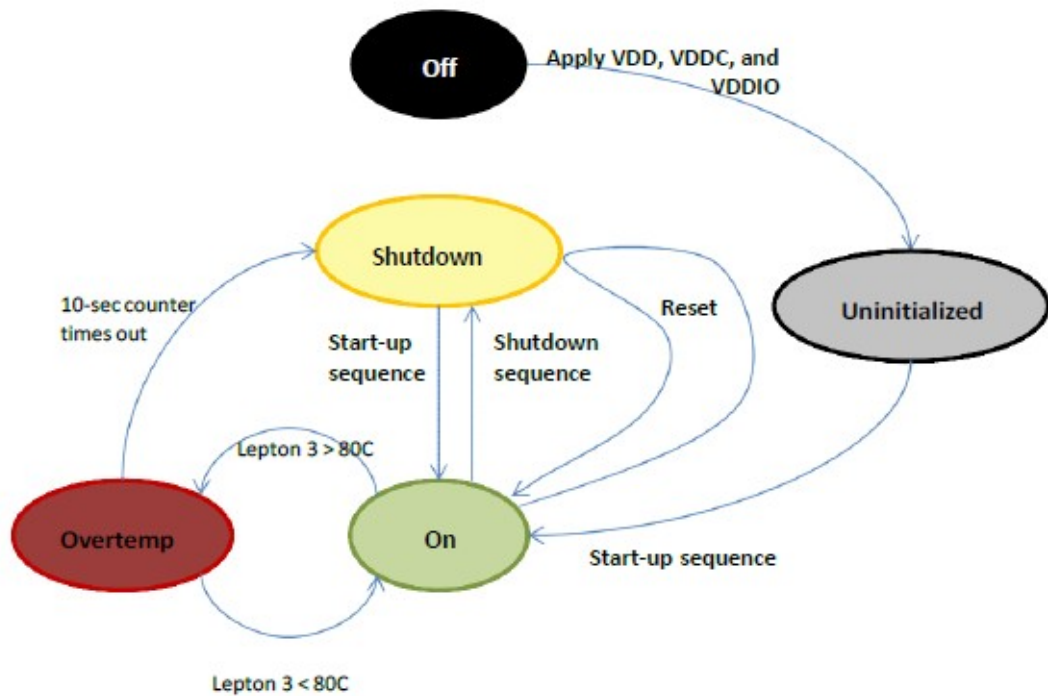 Off
Apply VDD, VDDC, and
VDDIO
Shutdown
10-sec counter
times out
Reset
Uninitialized
Start-up
sequence
Shutdown
sequence
Lepton 3 > 80C
Overtemp
On
Start-up sequence
Lepton 3 < 80C